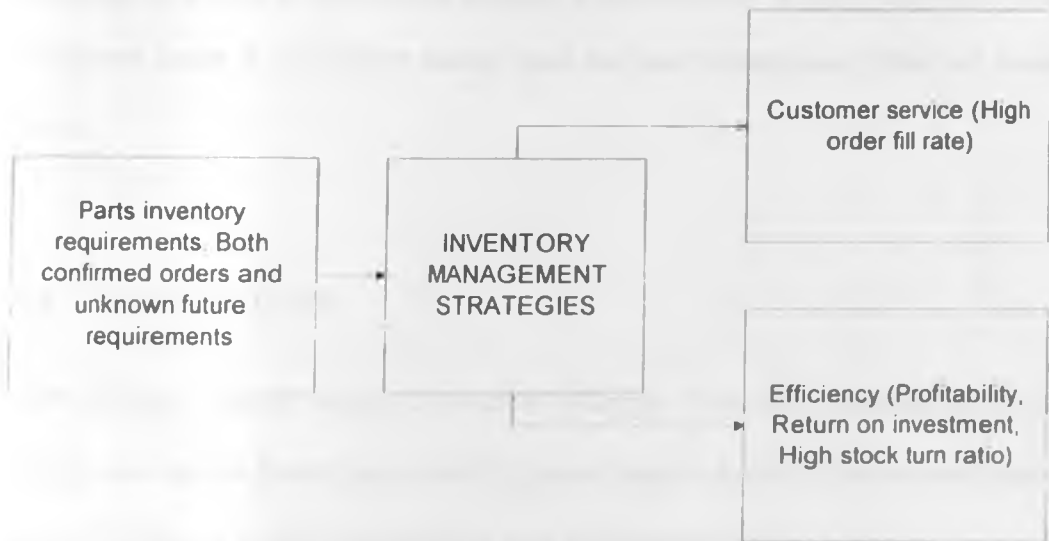 Customer service (High
order fill rate)
Parts inventory
requirements. Both
confirmed orders and
unknown future
requirements
INVENTORY
MANAGEMENT
STRATEGIES
Efficiency (Profitability,
Return on investment,
High stock turn ratio)